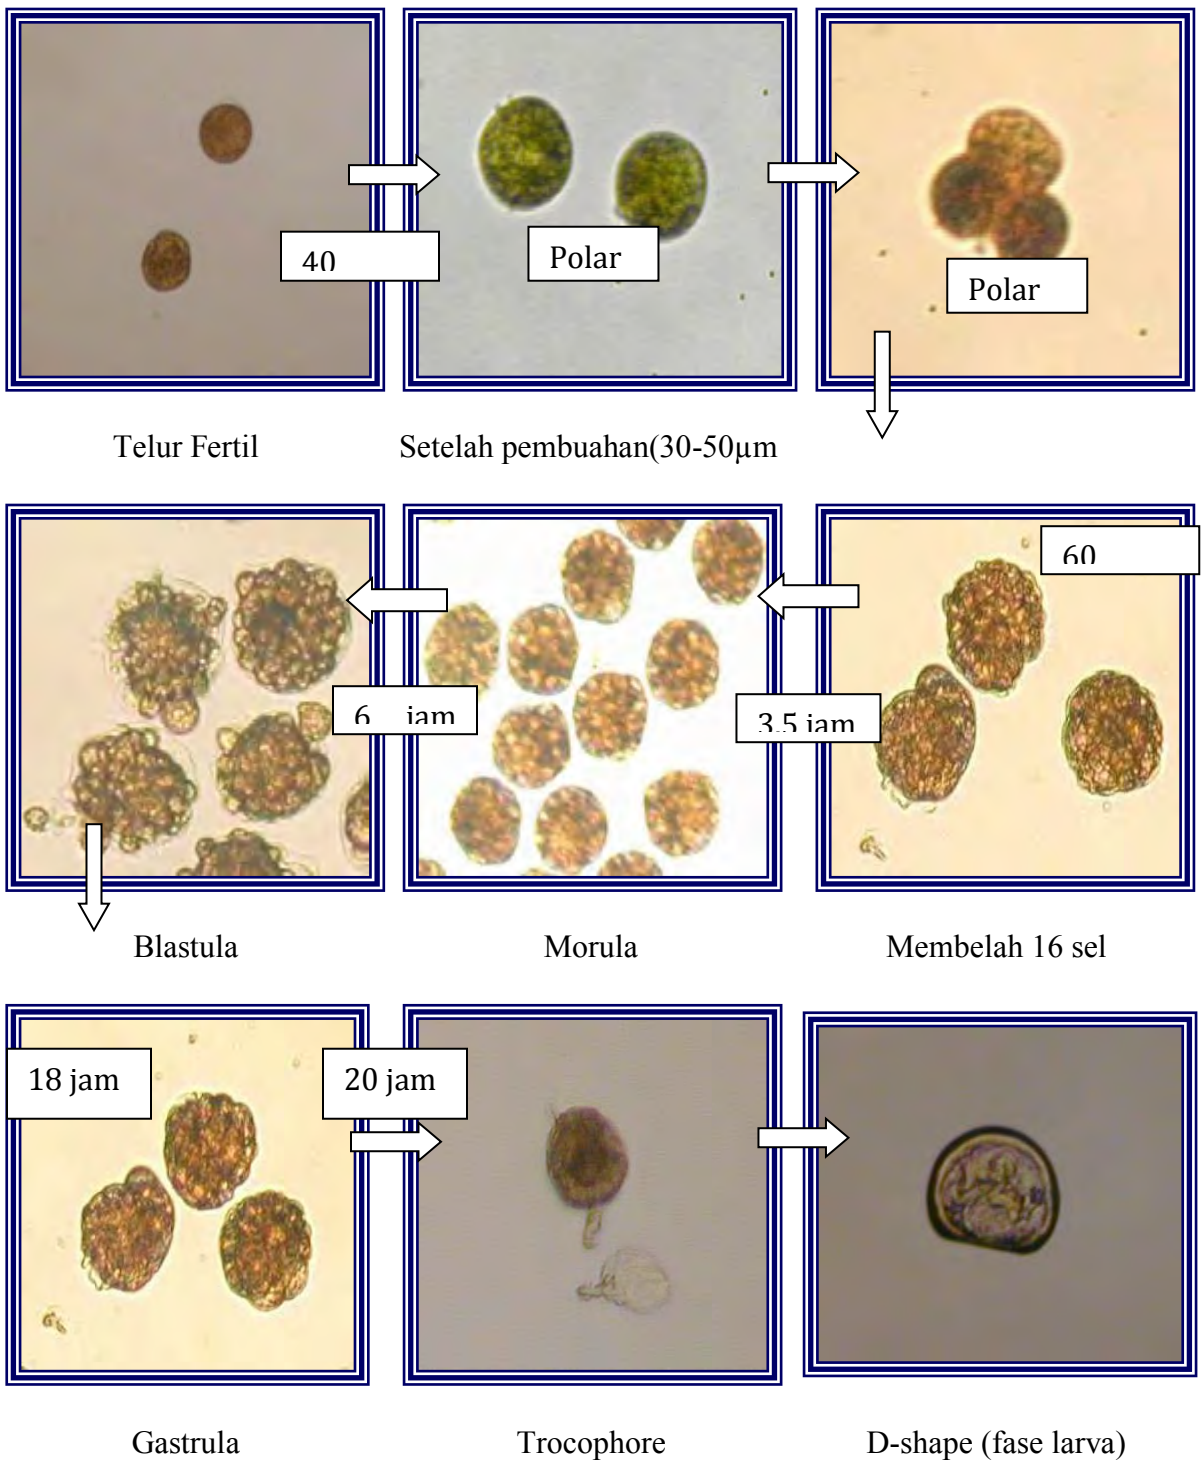 40
Polar
Polar
Telur Fertil
Setelah pembuahan(30-50µm
60
6 jam
3.5 jam
Blastula
Morula
Membelah 16 sel
18 jam
20 jam
Gastrula
Trocophore
D-shape (fase larva)